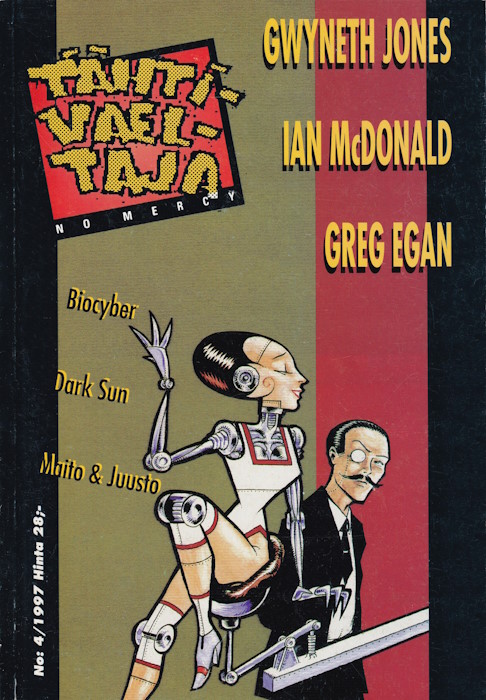 TÄHTI-
VAEL-
TAJA
NO MERCY
GWYNETH JONES
IAN McDONALD
GREG EGAN
Biocyber
Dark Sun
Maito & Juusto
No: 4/1997 Hinta 28;-